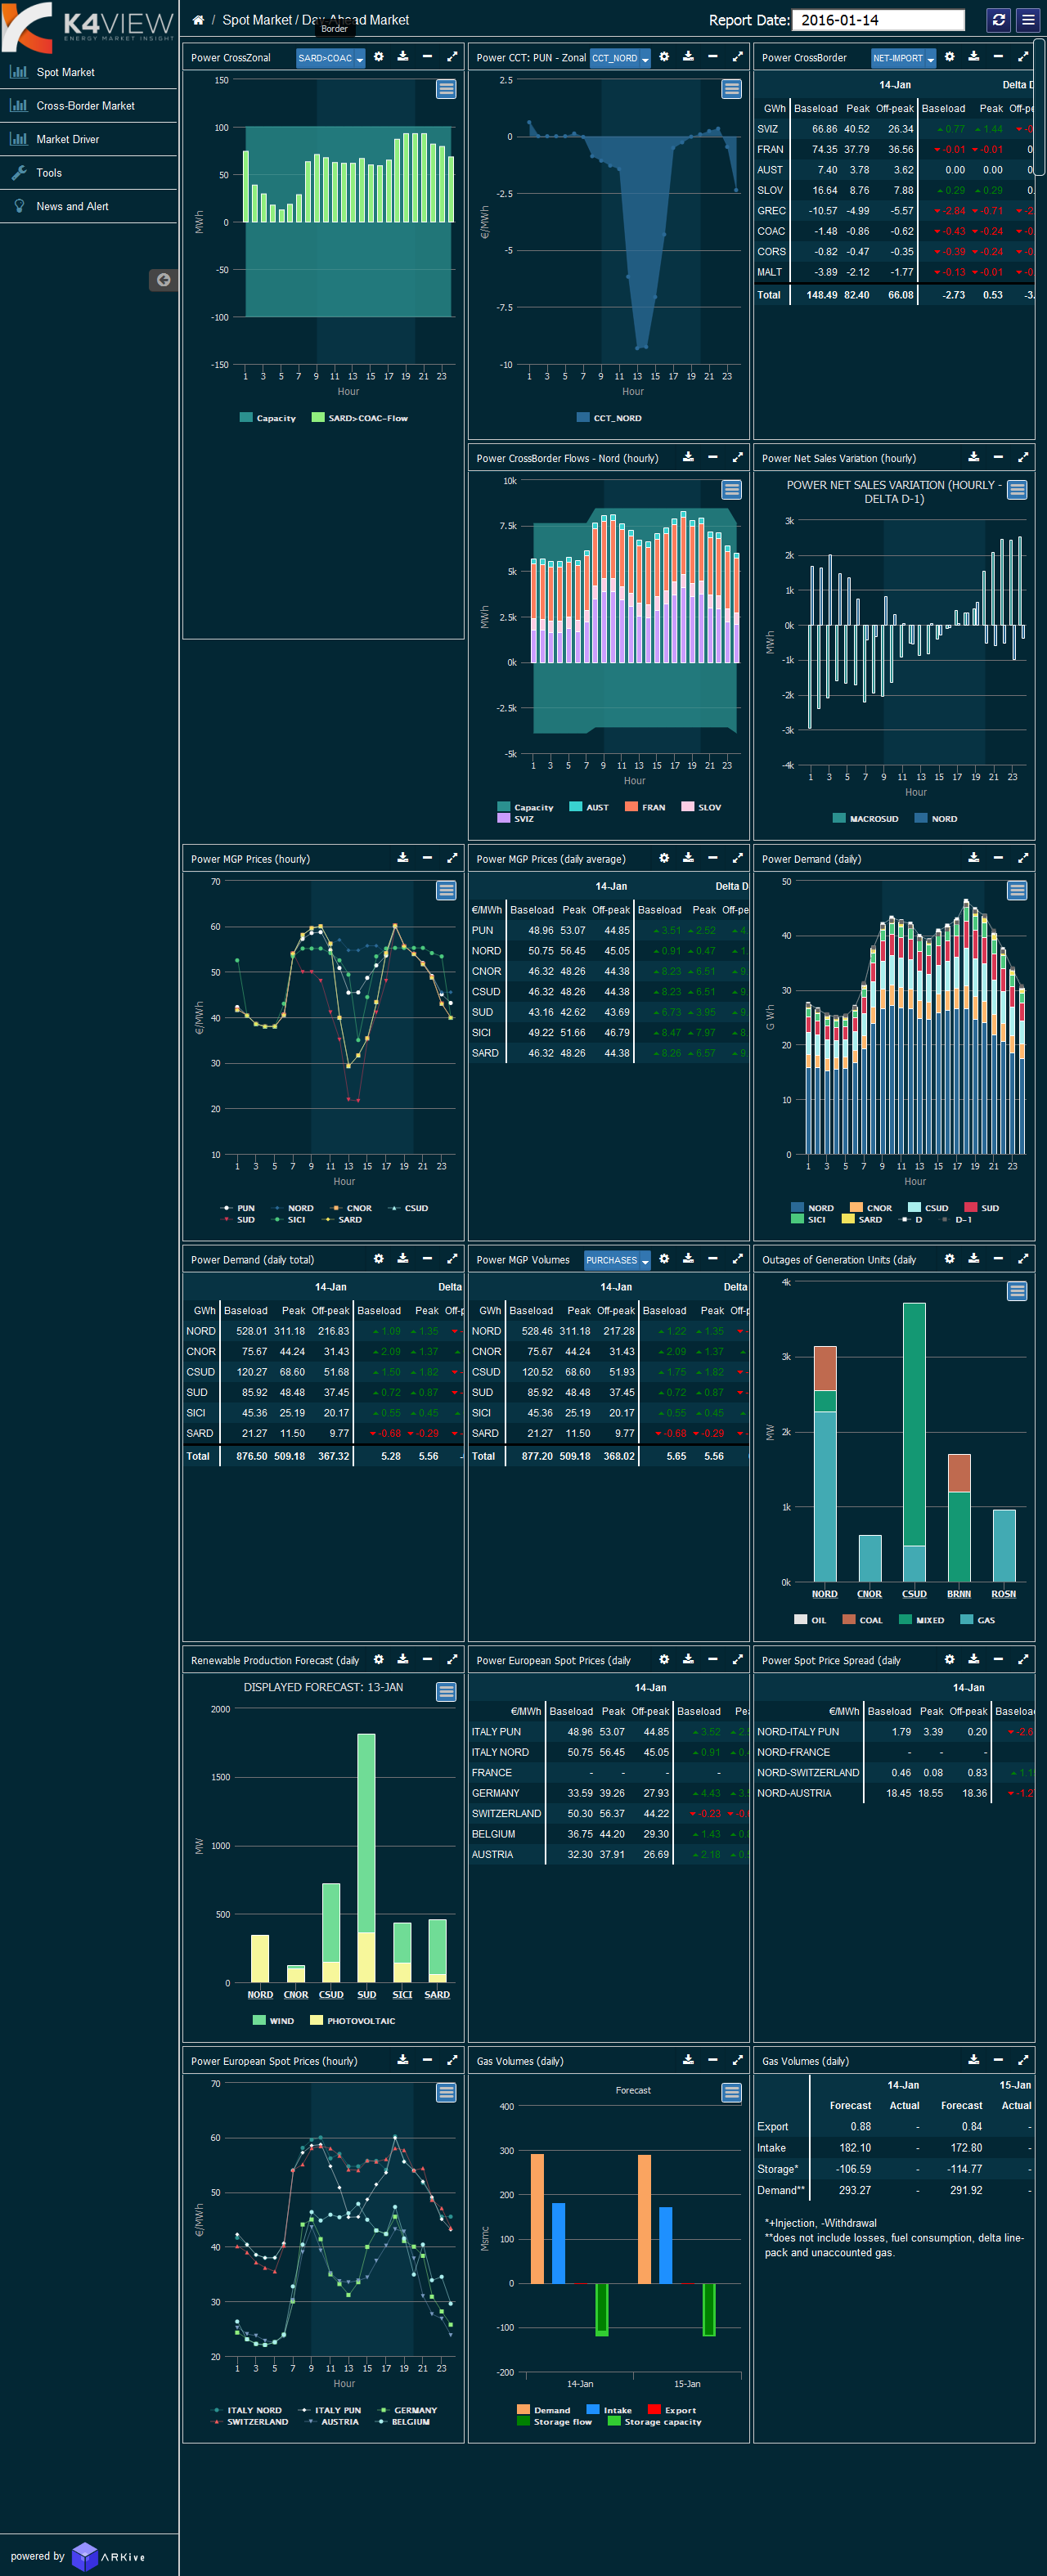 K4VIEW
ENERGY MARKET INSIGHT
/ Spot Market / Day-Ahead Market
Border
Report Date: 2016-01-14
Spot Market
Cross-Border Market
Market Driver
Tools
News and Alert
Power CrossZonal SARD>COAC
150
100
50
0
-50
-100
-150
MWh
1 3 5 7 9 11 13 15 17 19 21 23
Hour
Capacity SARD>COAC-Flow
Power CCT: PUN - Zonal CCT_NORD
2.5
0
-2.5
-5
-7.5
-10
€/MWh
1 3 5 7 9 11 13 15 17 19 21 23
Hour
CCT_NORD
Power CrossBorder NET-IMPORT
14-Jan Delta D
GWh Baseload Peak Off-peak Baseload Peak Off-pe
SVIZ 66.86 40.52 26.34 0.77 1.44 -0
FRAN 74.35 37.79 36.56 -0.01 -0.01 0
AUST 7.40 3.78 3.62 0.00 0.00 0
SLOV 16.64 8.76 7.88 0.29 0.29 0.
GREC -10.57 -4.99 -5.57 -2.84 -0.71 -2
COAC -1.48 -0.86 -0.62 -0.43 -0.24 -0
CORS -0.82 -0.47 -0.35 -0.39 -0.24 -0
MALT -3.89 -2.12 -1.77 -0.13 -0.01 -0
Total 148.49 82.40 66.08 -2.73 0.53 -3.
Power CrossBorder Flows - Nord (hourly)
10k
7.5k
5k
2.5k
0k
-2.5k
-5k
MWh
1 3 5 7 9 11 13 15 17 19 21 23
Hour
Capacity AUST FRAN SLOV
SVIZ
Power Net Sales Variation (hourly)
POWER NET SALES VARIATION (HOURLY -
DELTA D-1)
3k
2k
1k
0k
-1k
-2k
-3k
-4k
MWh
1 3 5 7 9 11 13 15 17 19 21 23
Hour
MACROSUD NORD
Power MGP Prices (hourly)
70
60
50
40
30
20
10
€/MWh
1 3 5 7 9 11 13 15 17 19 21 23
Hour
PUN NORD CNOR CSUD
SUD SICI SARD
Power MGP Prices (daily average)
14-Jan Delta D
€/MWh Baseload Peak Off-peak Baseload Peak Off-pe
PUN 48.96 53.07 44.85 3.51 2.52 4.
NORD 50.75 56.45 45.05 0.91 0.47 1.
CNOR 46.32 48.26 44.38 8.23 6.51 9.
CSUD 46.32 48.26 44.38 8.23 6.51 9.
SUD 43.16 42.62 43.69 6.73 3.95 9.
SICI 49.22 51.66 46.79 8.47 7.97 8.
SARD 46.32 48.26 44.38 8.26 6.57 9.
Power Demand (daily)
50
40
30
20
10
0
G Wh
1 3 5 7 9 11 13 15 17 19 21 23
Hour
NORD CNOR CSUD SUD
SICI SARD D D-1
Power Demand (daily total)
14-Jan Delta
GWh Baseload Peak Off-peak Baseload Peak Off-p
NORD 528.01 311.18 216.83 1.09 1.35
CNOR 75.67 44.24 31.43 2.09 1.37
CSUD 120.27 68.60 51.68 1.50 1.82
SUD 85.92 48.48 37.45 0.72 0.87
SICI 45.36 25.19 20.17 0.55 0.45
SARD 21.27 11.50 9.77 -0.68 -0.29
Total 876.50 509.18 367.32 5.28 5.56
Power MGP Volumes PURCHASES
14-Jan Delta
GWh Baseload Peak Off-peak Baseload Peak Off-p
NORD 528.46 311.18 217.28 1.22 1.35
CNOR 75.67 44.24 31.43 2.09 1.37
CSUD 120.52 68.60 51.93 1.75 1.82
SUD 85.92 48.48 37.45 0.72 0.87
SICI 45.36 25.19 20.17 0.55 0.45
SARD 21.27 11.50 9.77 -0.68 -0.29
Total 877.20 509.18 368.02 5.65 5.56
Outages of Generation Units (daily
4k
3k
2k
1k
0k
MW
NORD CNOR CSUD BRNN ROSN
OIL COAL MIXED GAS
Renewable Production Forecast (daily
DISPLAYED FORECAST: 13-JAN
2000
1500
1000
500
0
MW
NORD CNOR CSUD SUD SICI SARD
WIND PHOTOVOLTAIC
Power European Spot Prices (daily
14-Jan
€/MWh Baseload Peak Off-peak Baseload Pea
ITALY PUN 48.96 53.07 44.85 3.52 2.5
ITALY NORD 50.75 56.45 45.05 0.91 0.4
FRANCE - - - -
GERMANY 33.59 39.26 27.93 4.43 3.
SWITZERLAND 50.30 56.37 44.22 -0.23 -0.
BELGIUM 36.75 44.20 29.30 1.43 0.
AUSTRIA 32.30 37.91 26.69 2.18 0.
Power Spot Price Spread (daily
14-Jan
€/MWh Baseload Peak Off-peak Baseload
NORD-ITALY PUN 1.79 3.39 0.20 -2.6
NORD-FRANCE - - -
NORD-SWITZERLAND 0.46 0.08 0.83 1.1
NORD-AUSTRIA 18.45 18.55 18.36 -1.2
Power European Spot Prices (hourly)
70
60
50
40
30
20
€/MWh
1 3 5 7 9 11 13 15 17 19 21 23
Hour
ITALY NORD ITALY PUN GERMANY
SWITZERLAND AUSTRIA BELGIUM
Gas Volumes (daily)
Forecast
400
300
200
100
0
-100
-200
Msmc
14-Jan 15-Jan
Demand Intake Export
Storage flow Storage capacity
Gas Volumes (daily)
14-Jan 15-Jan
Forecast Actual Forecast Actual
Export 0.88 - 0.84 -
Intake 182.10 - 172.80 -
Storage* -106.59 - -114.77 -
Demand** 293.27 - 291.92 -
*+Injection, -Withdrawal
**does not include losses, fuel consumption, delta line-
pack and unaccounted gas.
powered by ARKive